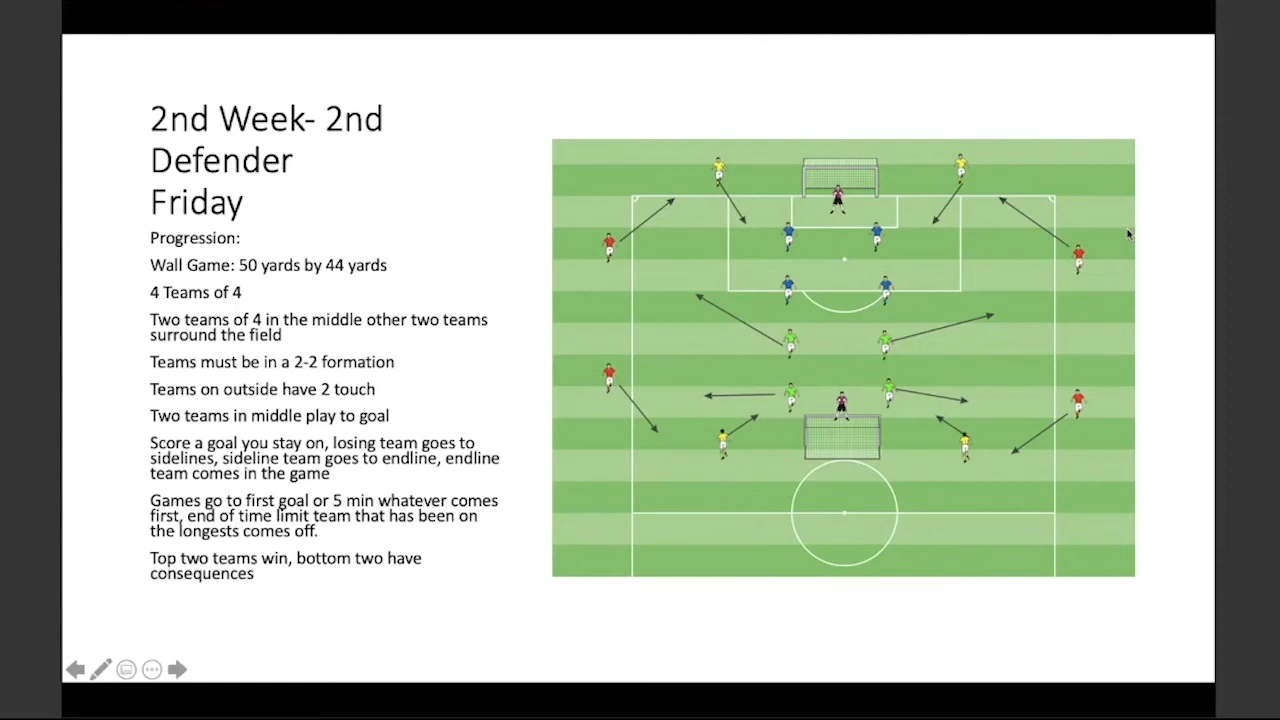 2nd Week- 2nd
Defender
Friday
Progression:
Wall Game: 50 yards by 44 yards
4 Teams of 4
Two teams of 4 in the middle other two teams
surround the field
Teams must be in a 2-2 formation
Teams on outside have 2 touch
Two teams in middle play to goal
Score a goal you stay on, losing team goes to
sidelines, sideline team goes to endline, endline
team comes in the game
Games go to first goal or 5 min whatever comes
first, end of time limit team that has been on
the longests comes off.
Top two teams win, bottom two have
consequences